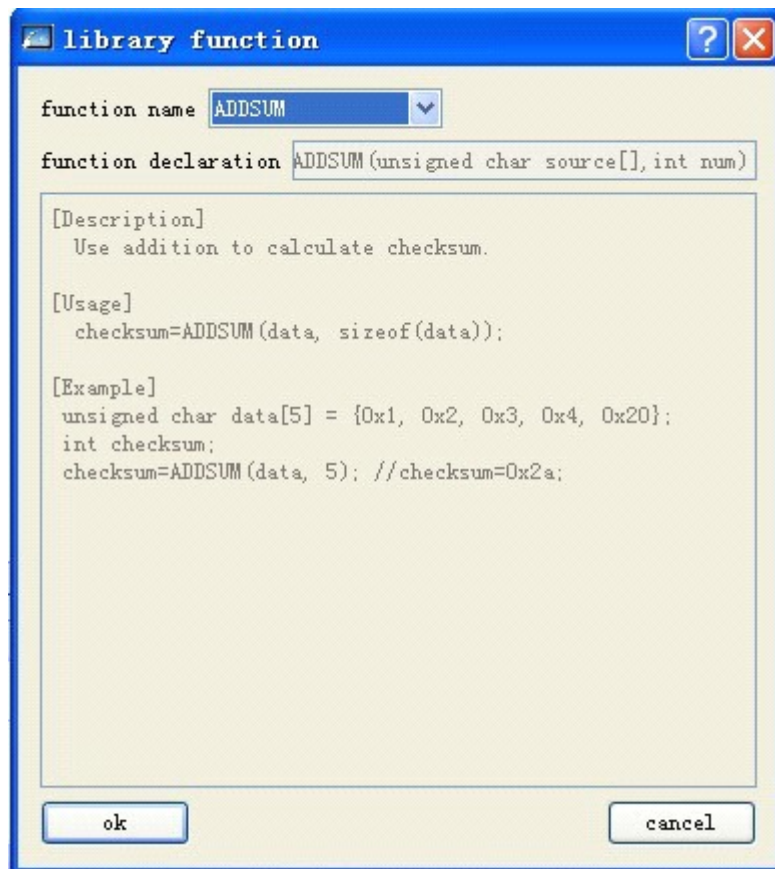 library function
function name ADDSUM
function declaration ADDSUM(unsigned char source[],int num)
[Description]
Use addition to calculate checksum.
[Usage]
checksum=ADDSUM(data, sizeof(data));
[Example]
unsigned char data[5] = {0x1, 0x2, 0x3, 0x4, 0x20};
int checksum;
checksum=ADDSUM(data, 5); //checksum=0x2a;
ok cancel